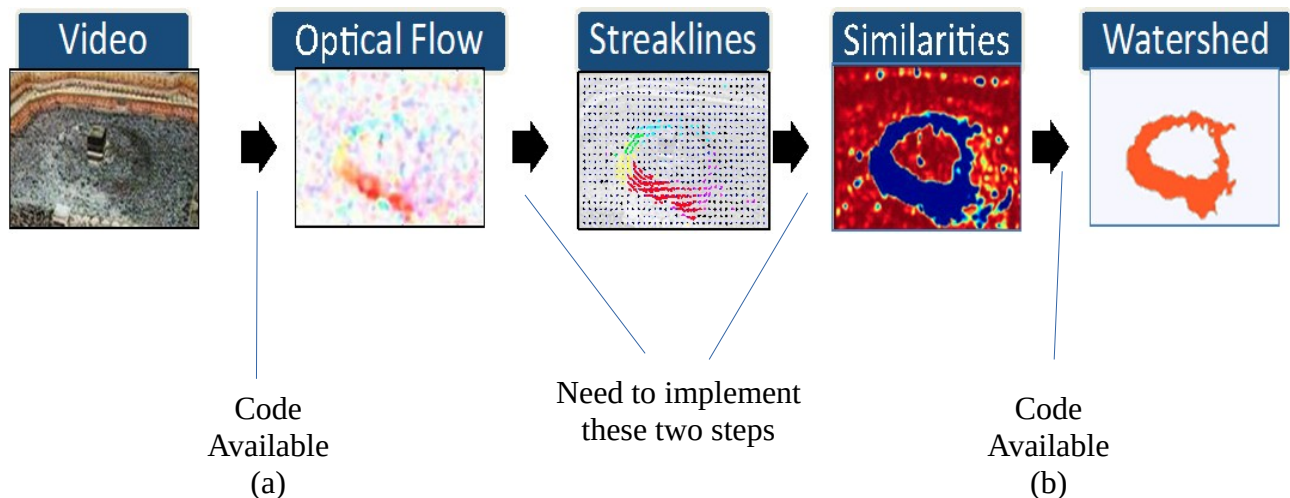 Video
Optical Flow
Streaklines
Similarities
Watershed
Code
Available
(a)
Need to implement
these two steps
Code
Available
(b)